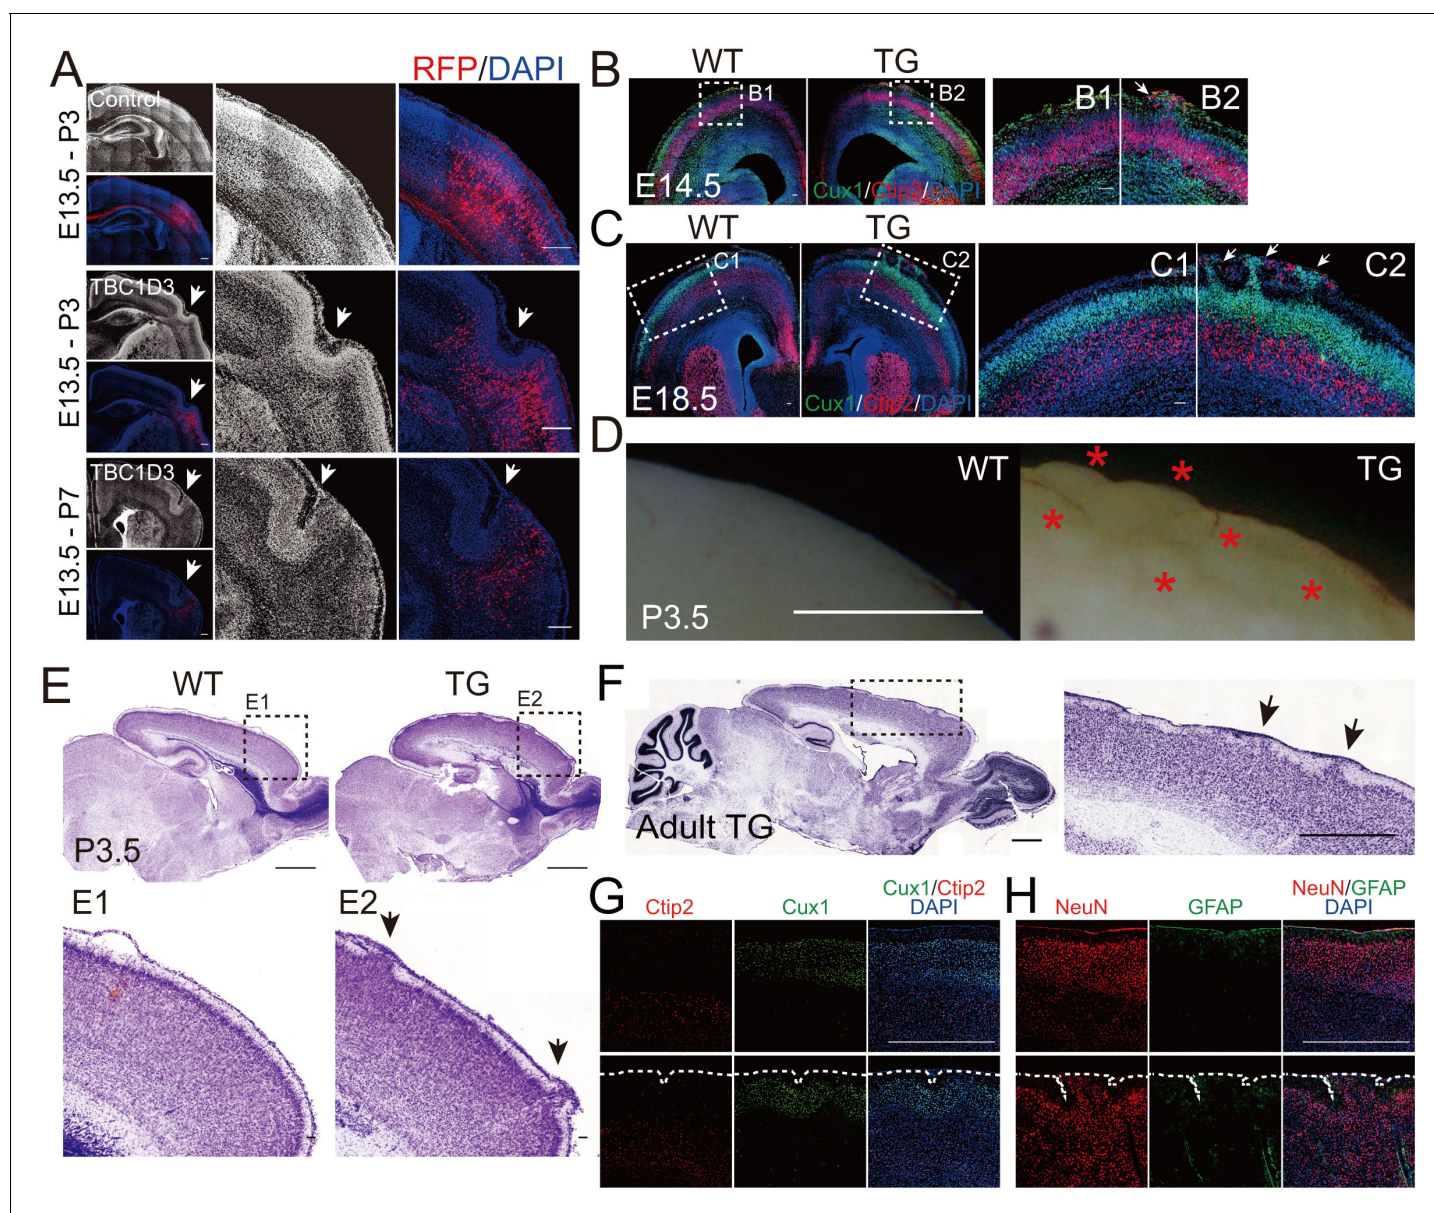 A
RFP/DAPI
E13.5 - P3
Control
E13.5 - P3
TBC1D3
E13.5 - P7
TBC1D3
B
WT
TG
B1
B2
B1
B2
E14.5
Cux1/Ctip2/DAPI
C
WT
TG
C1
C2
C1
C2
E18.5
Cux1/Ctip2/DAPI
D
WT
TG
P3.5
E
WT
TG
E1
E2
P3.5
E1
E2
F
Adult TG
G
Ctip2
Cux1
Cux1/Ctip2
DAPI
H
NeuN
GFAP
NeuN/GFAP
DAPI